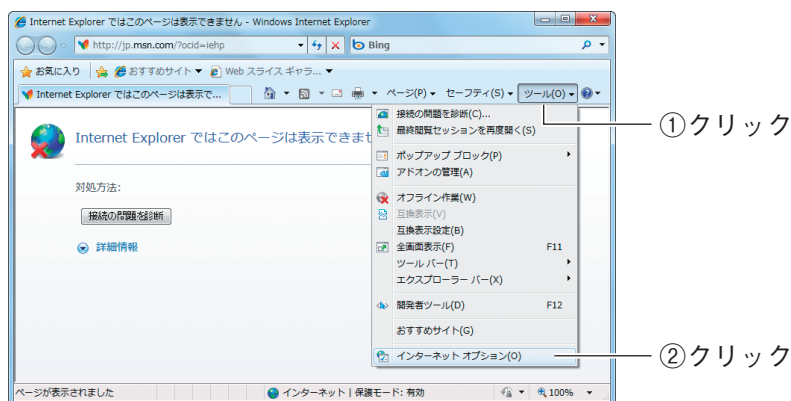 Internet Explorer ではこのページは表示できません - Windows Internet Explorer
http://jp.msn.com/?ocid=iehp
Bing
お気に入り
おすすめサイト
Web スライス ギャラ...
Internet Explorer ではこのページは表示で...
ページ(P)
セーフティ(S)
ツール(O)
①クリック
Internet Explorer ではこのページは表示できませ
対処方法:
接続の問題を診断
詳細情報
接続の問題を診断(C)...
最終閲覧セッションを再度開く(S)
ポップアップ ブロック(P)
アドオンの管理(A)
オフライン作業(W)
互換表示(V)
互換表示設定(B)
全画面表示(F) F11
ツール バー(T)
エクスプローラー バー(X)
開発者ツール(D) F12
おすすめサイト(G)
インターネット オプション(O)
②クリック
ページが表示されました
インターネット | 保護モード: 有効
100%